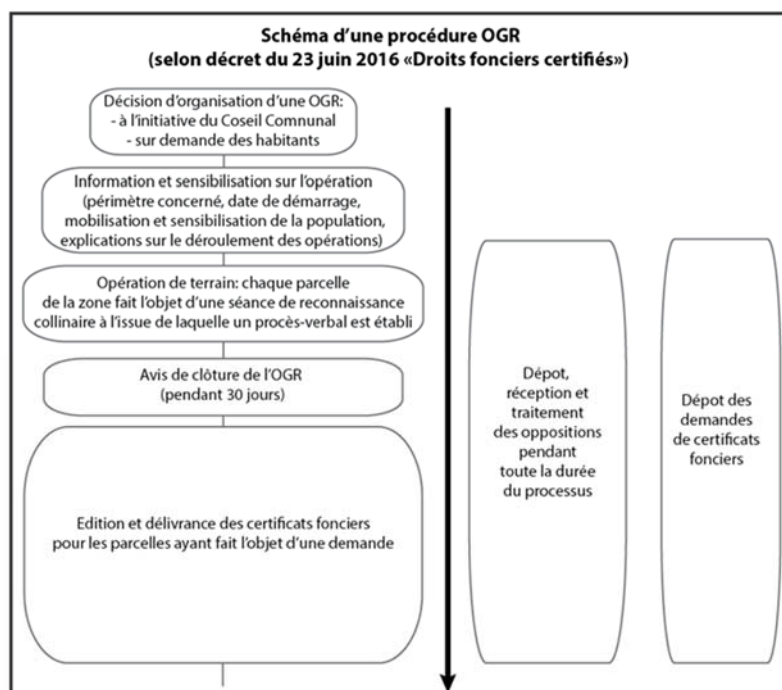 Schéma d'une procédure OGR
(selon décret du 23 juin 2016 «Droits fonciers certifiés»)
Décision d'organisation d'une OGR:
- à l'initiative du Coseil Comnunal
- sur demande des habitants
Information et sensibilisation sur l'opération
(périmètre concerné, date de démarrage,
mobilisation et sensibilisation de la population,
explications sur le déroulement des opérations)
Opération de terrain: chaque parcelle
de la zone fait l'objet d'une séance de reconnaissance
collinaire à l'issue de laquelle un procès-verbal est établi
Avis de clôture de l'OGR
(pendant 30 jours)
Edition et délivrance des certificats fonciers
pour les parcelles ayant fait l'objet d'une demande
Dépot,
réception et
traitement
des oppositions
pendant
toute la durée
du processus
Dépot des
demandes
de certificats
fonciers